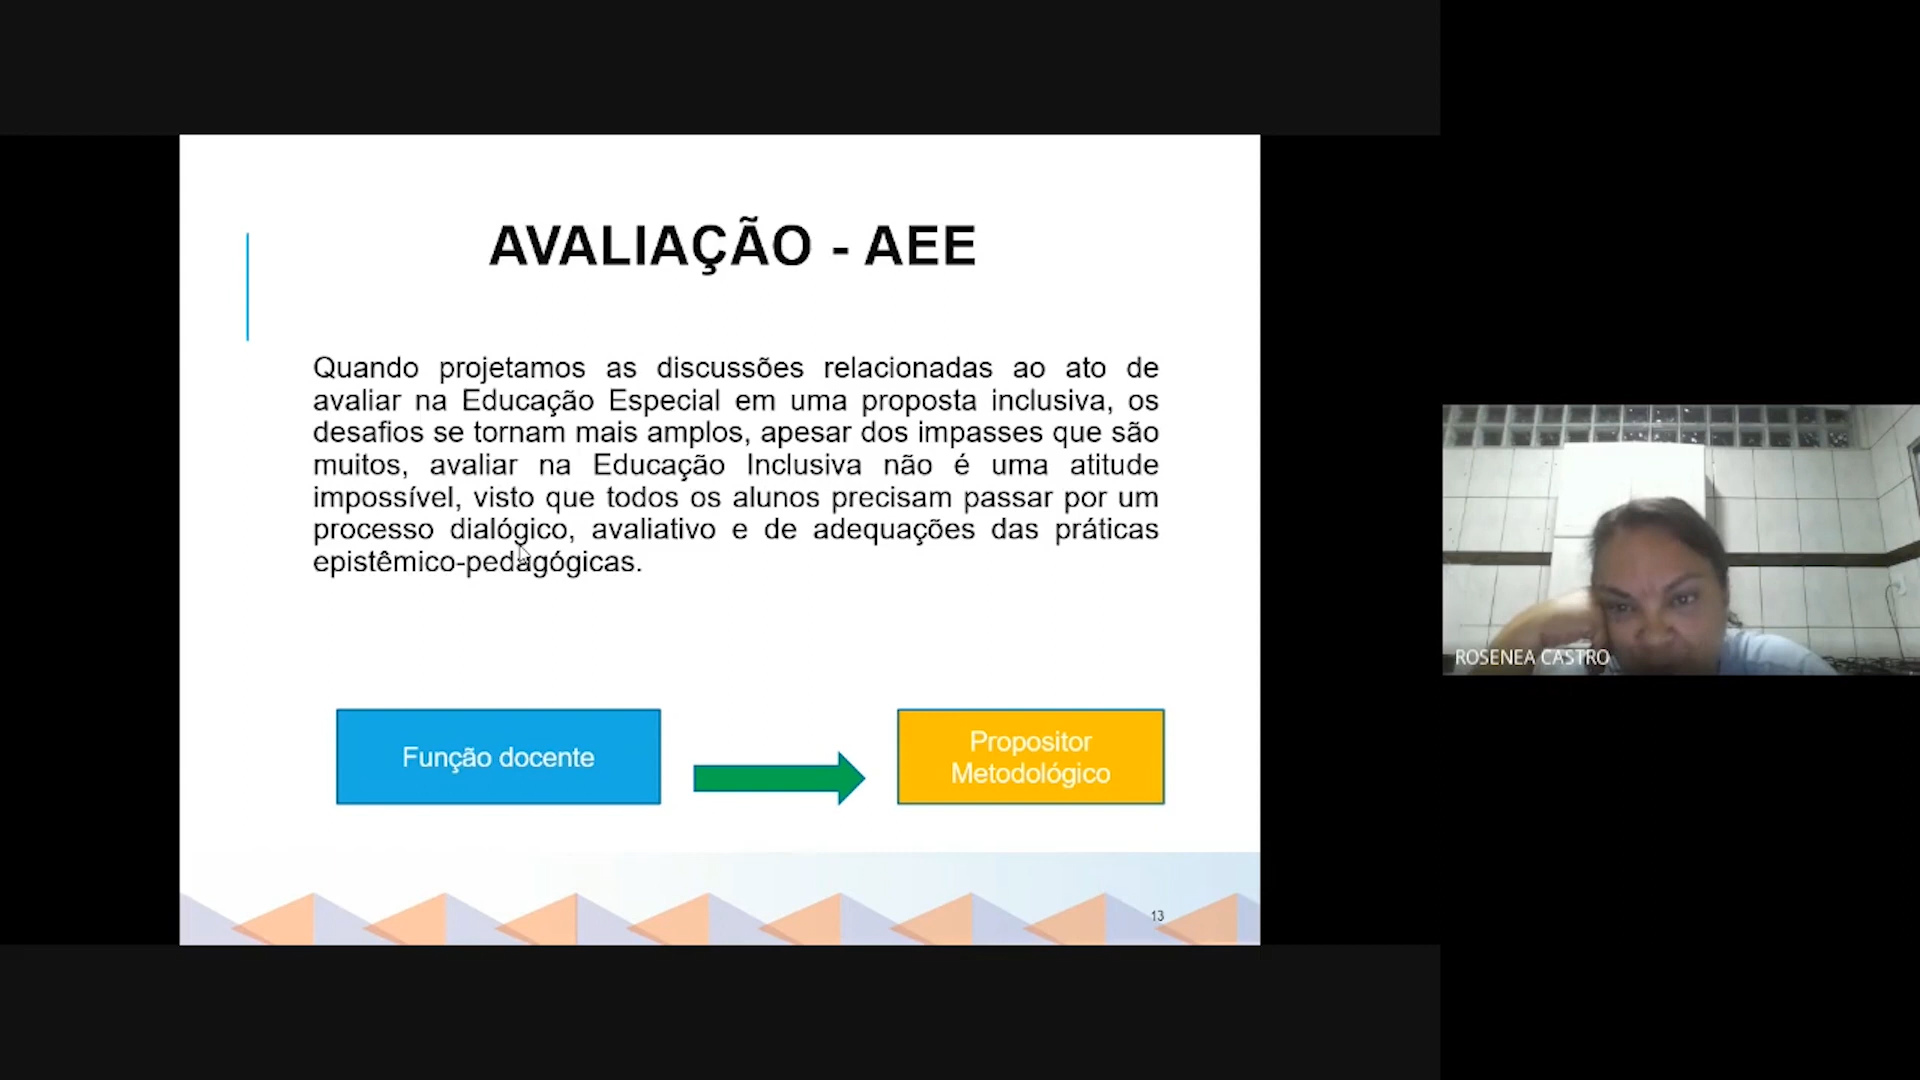 AVALIAÇÃO - AEE
Quando projetamos as discussões relacionadas ao ato de
avaliar na Educação Especial em uma proposta inclusiva, os
desafios se tornam mais amplos, apesar dos impasses que são
muitos, avaliar na Educação Inclusiva não é uma atitude
impossível, visto que todos os alunos precisam passar por um
processo dialógico, avaliativo e de adequações das práticas
epistêmico-pedagógicas.
Função docente
Propositor
Metodológico
13
ROSENEA CASTRO